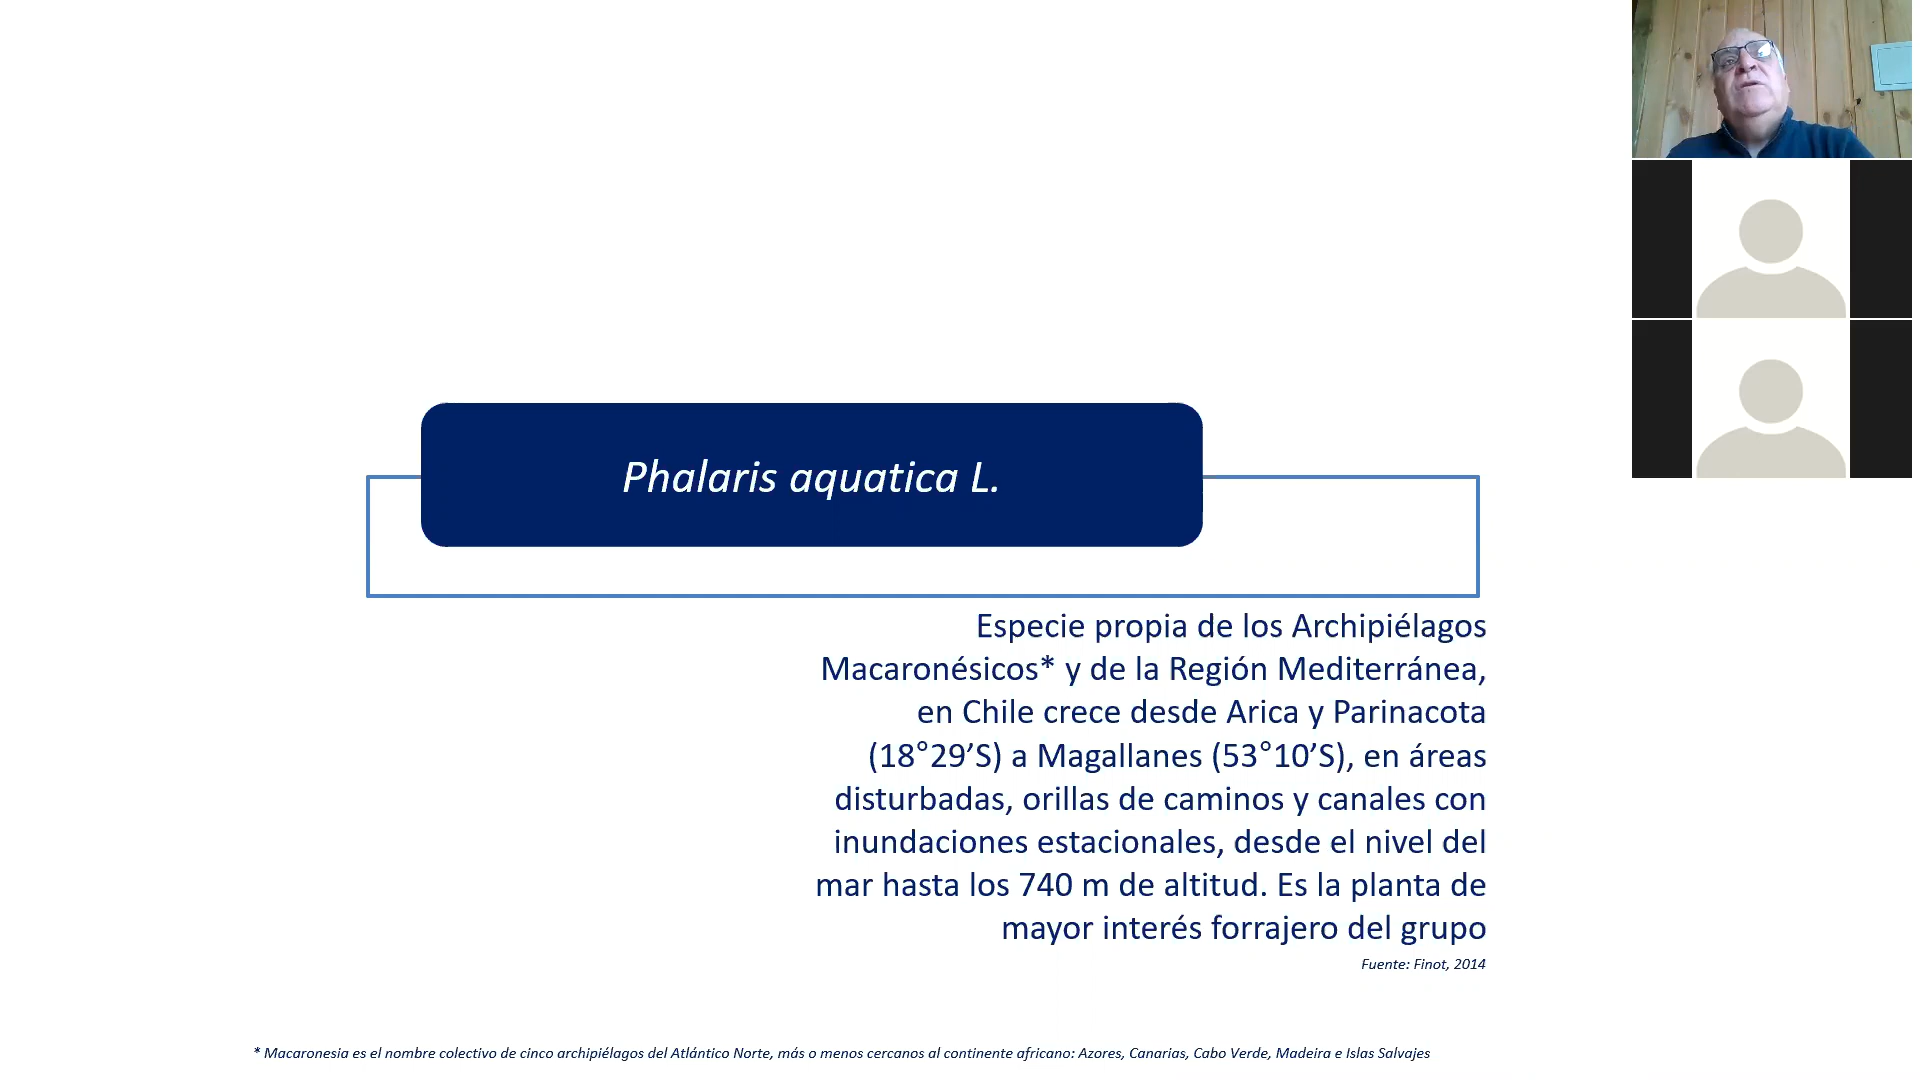 Phalaris aquatica L.
Especie propia de los Archipiélagos
Macaronésicos* y de la Región Mediterránea,
en Chile crece desde Arica y Parinacota
(18°29’S) a Magallanes (53°10’S), en áreas
disturbadas, orillas de caminos y canales con
inundaciones estacionales, desde el nivel del
mar hasta los 740 m de altitud. Es la planta de
mayor interés forrajero del grupo
Fuente: Finot, 2014
* Macaronesia es el nombre colectivo de cinco archipiélagos del Atlántico Norte, más o menos cercanos al continente africano: Azores, Canarias, Cabo Verde, Madeira e Islas Salvajes